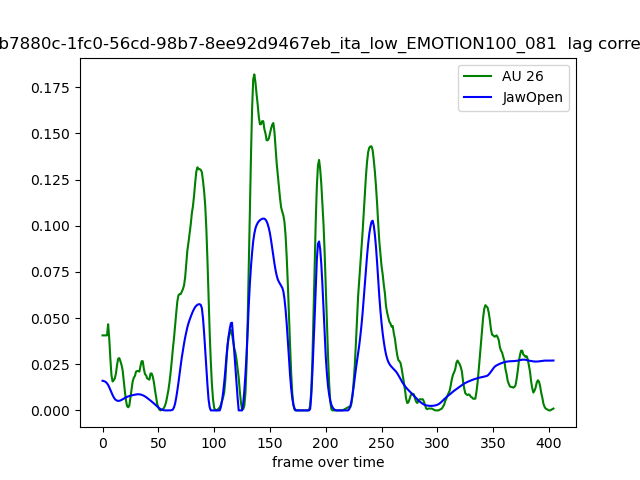 b7880c-1fc0-56cd-98b7-8ee92d9467eb_ita_low_EMOTION100_081 lag corre
AU 26
JawOpen
0.175
0.150
0.125
0.100
0.075
0.050
0.025
0.000
0 50 100 150 200 250 300 350 400
frame over time